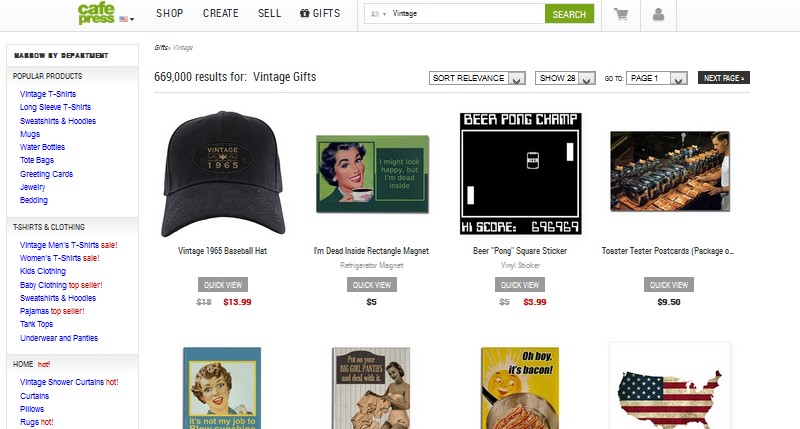 cafe
press
SHOP
CREATE
SELL
GIFTS
All
Vintage
SEARCH
NARROW BY DEPARTMENT
POPULAR PRODUCTS
Vintage T-Shirts
Long Sleeve T-Shirts
Sweatshirts & Hoodies
Mugs
Water Bottles
Tote Bags
Greeting Cards
Jewelry
Bedding
T-SHIRTS & CLOTHING
Vintage Men's T-Shirts sale!
Women's T-Shirts sale!
Kids Clothing
Baby Clothing top seller!
Sweatshirts & Hoodies
Pajamas top seller!
Tank Tops
Underwear and Panties
HOME hot!
Vintage Shower Curtains hot!
Curtains
Pillows
Rugs hot!
Gifts> Vintage
669,000 results for: Vintage Gifts
SORT RELEVANCE
SHOW 28
GO TO:
PAGE 1
NEXT PAGE »
VINTAGE
1965
I might look
happy, but
I'm dead
inside
BEER PONG CHAMP
BEER
HI SCORE: 696969
Vintage 1965 Baseball Hat
QUICK VIEW
$18 $13.99
I'm Dead Inside Rectangle Magnet
Refrigerator Magnet
QUICK VIEW
$5
Beer "Pong" Square Sticker
Vinyl Sticker
QUICK VIEW
$5 $3.99
Toaster Tester Postcards (Package o...
QUICK VIEW
$9.50
It's not my job to
Blow sunshine
Put on your
BIG GIRL PANTIES
and deal with it.
Oh boy,
it's bacon!